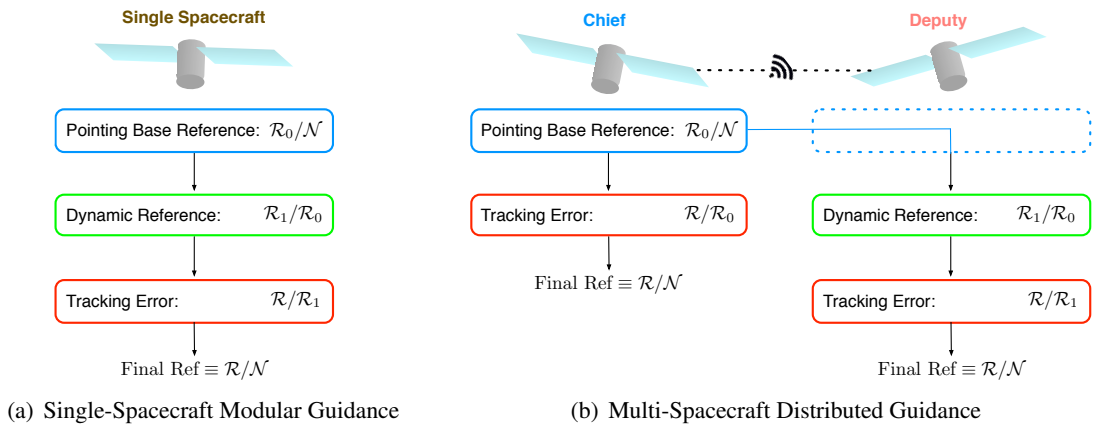 Single Spacecraft
Pointing Base Reference: ℛ₀/𝒩
Dynamic Reference: ℛ₁/ℛ₀
Tracking Error: ℛ/ℛ₁
Final Ref ≡ ℛ/𝒩
(a) Single-Spacecraft Modular Guidance
Chief
Deputy
Pointing Base Reference: ℛ₀/𝒩
Tracking Error: ℛ/ℛ₀
Final Ref ≡ ℛ/𝒩
Dynamic Reference: ℛ₁/ℛ₀
Tracking Error: ℛ/ℛ₁
Final Ref ≡ ℛ/𝒩
(b) Multi-Spacecraft Distributed Guidance